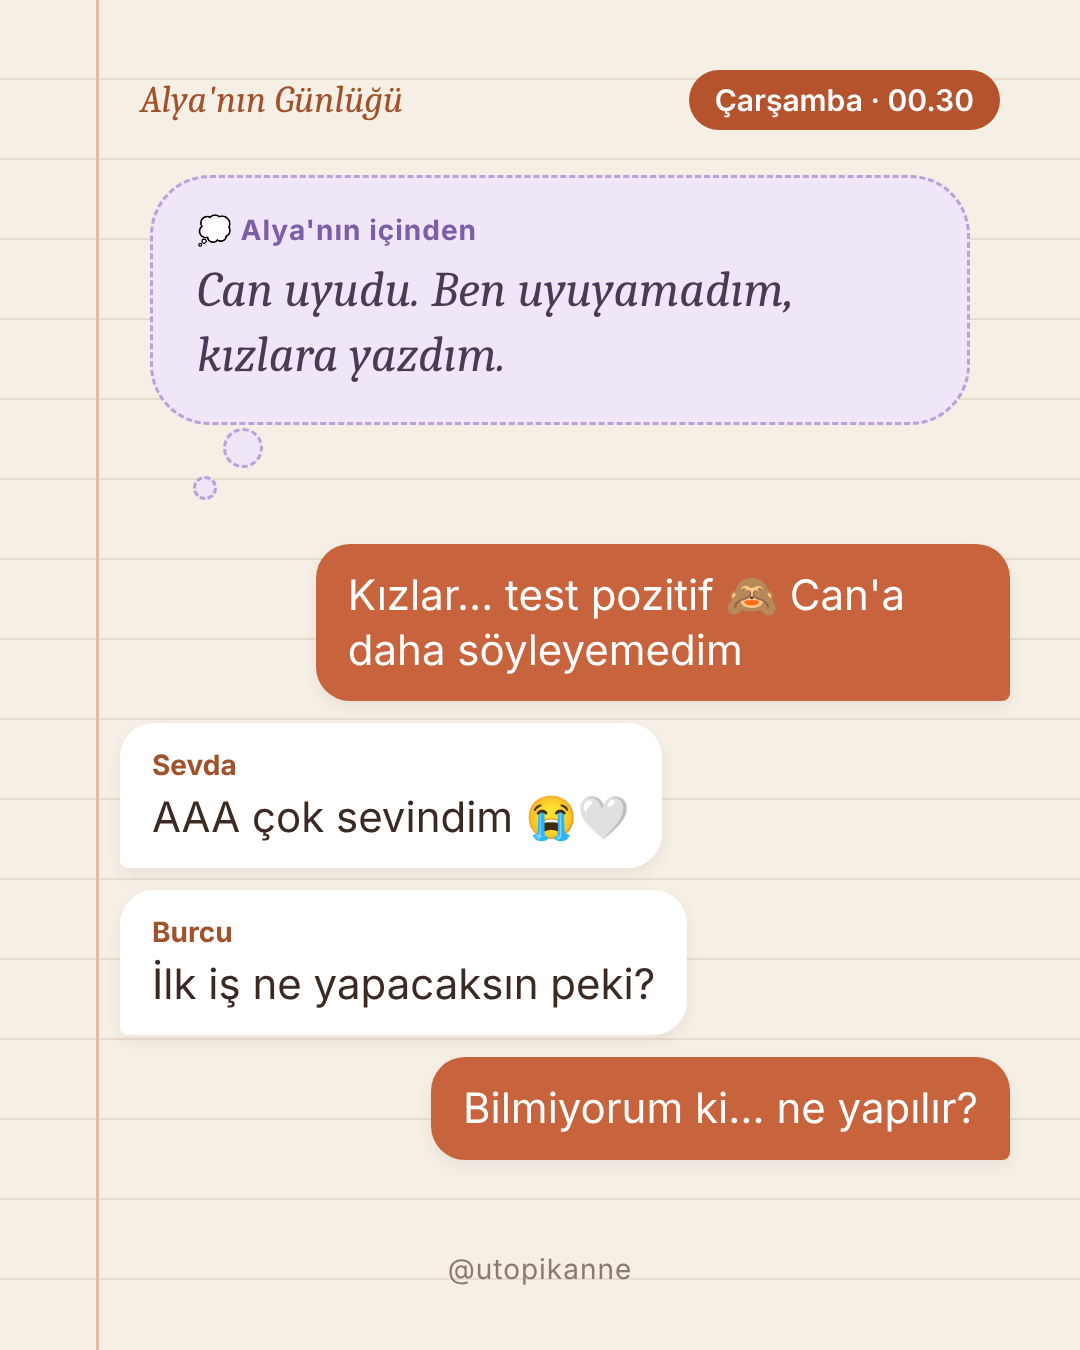 Alya'nın Günlüğü
Çarşamba · 00.30
💭 Alya'nın içinden
Can uyudu. Ben uyuyamadım,
kızlara yazdım.
Kızlar... test pozitif 🙈 Can'a
daha söyleyemedim
Sevda
AAA çok sevindim 😭🤍
Burcu
İlk iş ne yapacaksın peki?
Bilmiyorum ki... ne yapılır?
@utopikanne